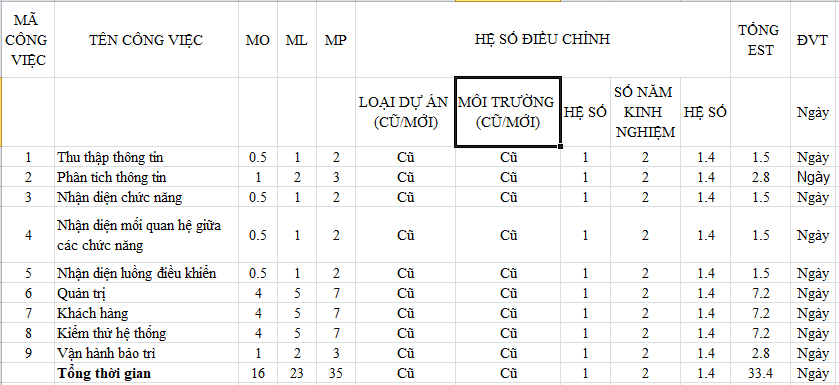 MÃ CÔNG VIỆC TÊN CÔNG VIỆC MO ML MP HỆ SỐ ĐIỀU CHỈNH TỔNG EST ĐVT
LOẠI DỰ ÁN (CŨ/MỚI) MÔI TRƯỜNG (CŨ/MỚI) HỆ SỐ SỐ NĂM KINH NGHIỆM HỆ SỐ Ngày
1 Thu thập thông tin 0.5 1 2 Cũ Cũ 1 2 1.4 1.5 Ngày
2 Phân tích thông tin 1 2 3 Cũ Cũ 1 2 1.4 2.8 Ngày
3 Nhận diện chức năng 0.5 1 2 Cũ Cũ 1 2 1.4 1.5 Ngày
4 Nhận diện mối quan hệ giữa các chức năng 0.5 1 2 Cũ Cũ 1 2 1.4 1.5 Ngày
5 Nhận diện luồng điều khiển 0.5 1 2 Cũ Cũ 1 2 1.4 1.5 Ngày
6 Quản trị 4 5 7 Cũ Cũ 1 2 1.4 7.2 Ngày
7 Khách hàng 4 5 7 Cũ Cũ 1 2 1.4 7.2 Ngày
8 Kiểm thử hệ thống 4 5 7 Cũ Cũ 1 2 1.4 7.2 Ngày
9 Vận hành bảo trì 1 2 3 Cũ Cũ 1 2 1.4 2.8 Ngày
Tổng thời gian 16 23 35 Cũ Cũ 1 2 1.4 33.4 Ngày